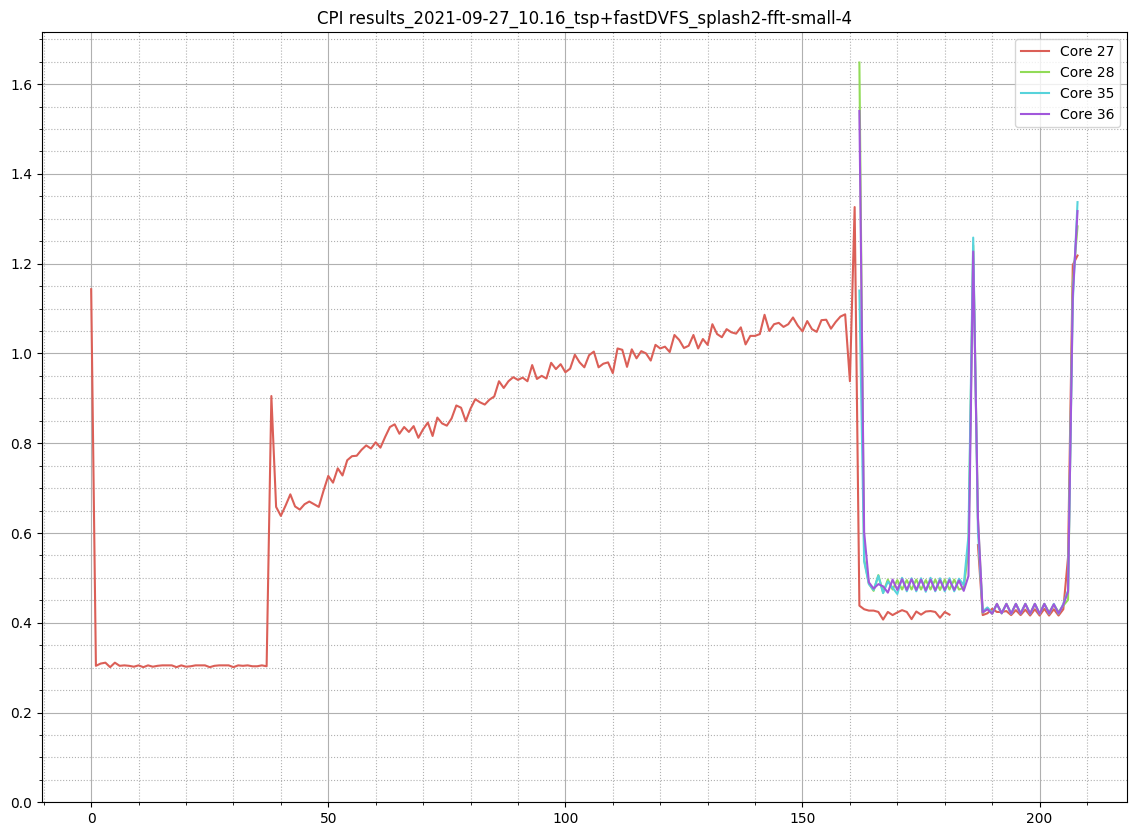 CPI results_2021-09-27_10.16_tsp+fastDVFS_splash2-fft-small-4
Core 27
Core 28
Core 35
Core 36
1.6
1.4
1.2
1.0
0.8
0.6
0.4
0.2
0.0
0 50 100 150 200